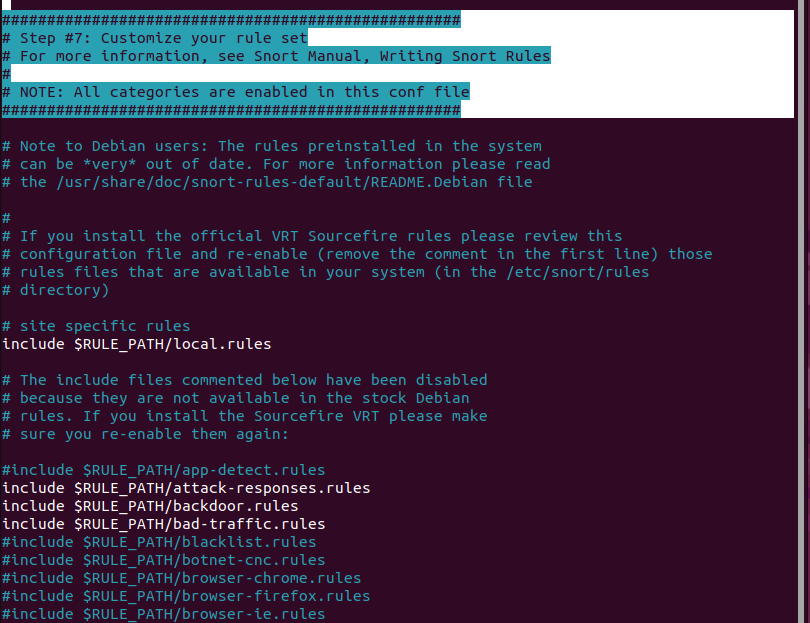 ###################################################
# Step #7: Customize your rule set
# For more information, see Snort Manual, Writing Snort Rules
#
# NOTE: All categories are enabled in this conf file
###################################################
# Note to Debian users: The rules preinstalled in the system
# can be *very* out of date. For more information please read
# the /usr/share/doc/snort-rules-default/README.Debian file
#
# If you install the official VRT Sourcefire rules please review this
# configuration file and re-enable (remove the comment in the first line) those
# rules files that are available in your system (in the /etc/snort/rules
# directory)
# site specific rules
include $RULE_PATH/local.rules
# The include files commented below have been disabled
# because they are not available in the stock Debian
# rules. If you install the Sourcefire VRT please make
# sure you re-enable them again:
#include $RULE_PATH/app-detect.rules
include $RULE_PATH/attack-responses.rules
include $RULE_PATH/backdoor.rules
include $RULE_PATH/bad-traffic.rules
#include $RULE_PATH/blacklist.rules
#include $RULE_PATH/botnet-cnc.rules
#include $RULE_PATH/browser-chrome.rules
#include $RULE_PATH/browser-firefox.rules
#include $RULE_PATH/browser-ie.rules